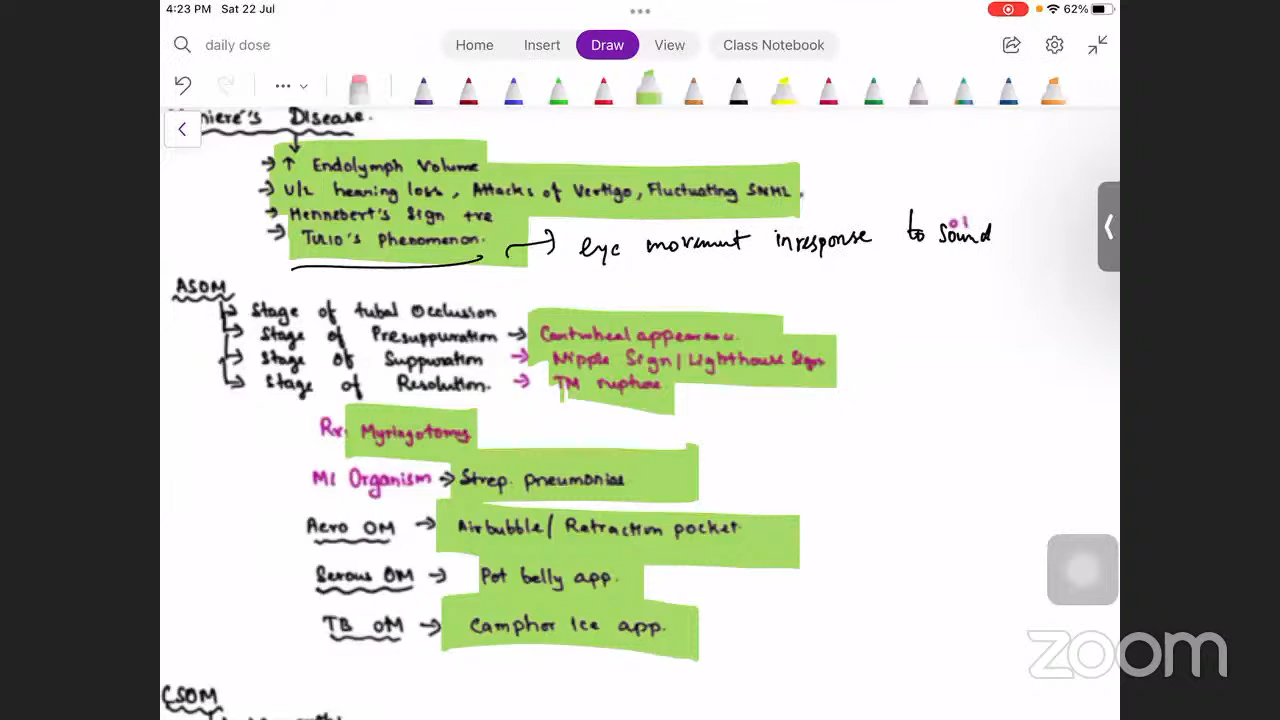 4:23 PM Sat 22 Jul
62%
daily dose
Home Insert Draw View Class Notebook
niere's Disease.
→ ↑ Endolymph Volume
→ U/L hearing loss, Attacks of Vertigo, Fluctuating SNHL.
→ Hennebert's Sign +ve
→ Tulio's Phenomenon. → eye movement in response to sound
ASOM
→ Stage of tubal Occlusion
→ Stage of Presuppuration → Cartwheel appearance.
→ Stage of Suppuration → Nipple Sign / Lighthouse Sign
→ Stage of Resolution. → TM rupture
Rx. Myringotomy
MC Organism → Strep. pneumoniae
Aero OM → Airbubble / Retraction pocket
Serous OM → Pot belly app.
TB OM → Campher Ice app.
zoom
CSOM